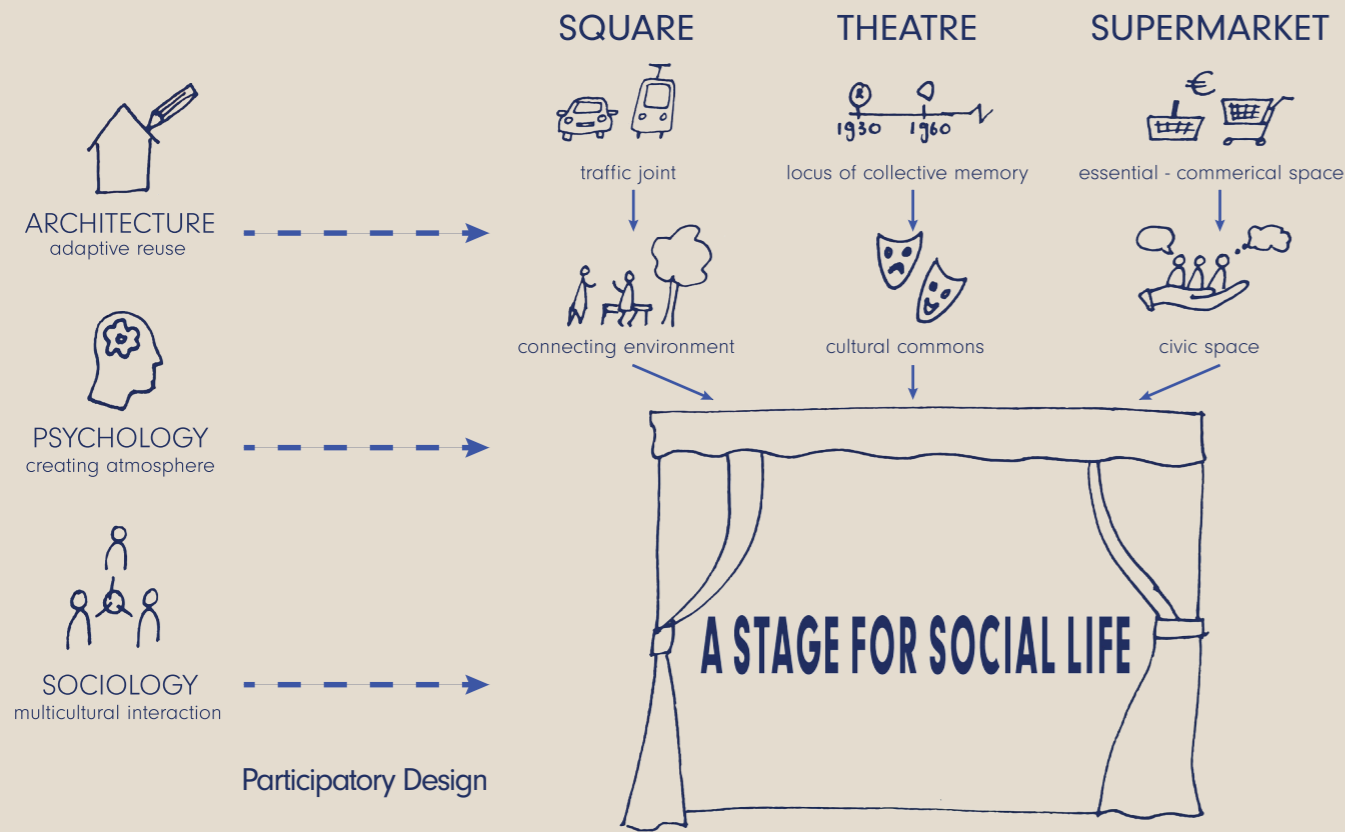 SQUARE
THEATRE
SUPERMARKET
€
1930 1960
traffic joint
locus of collective memory
essential - commerical space
ARCHITECTURE
adaptive reuse
connecting environment
cultural commons
civic space
PSYCHOLOGY
creating atmosphere
A STAGE FOR SOCIAL LIFE
SOCIOLOGY
multicultural interaction
Participatory Design